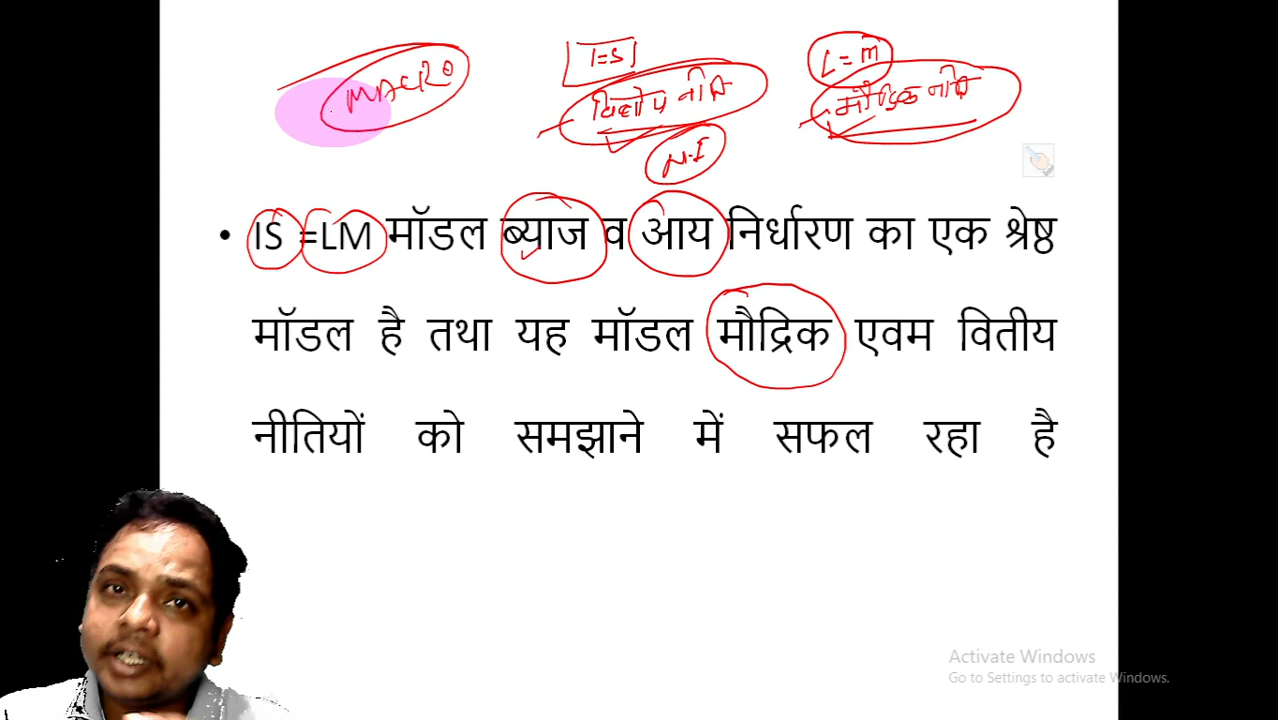 MACRO
I=S
L=M
वित्तीय नीति
मौद्रिक नीति
N.I
• IS =LM मॉडल ब्याज व आय निर्धारण का एक श्रेष्ठ
मॉडल है तथा यह मॉडल मौद्रिक एवम वितीय
नीतियों को समझाने में सफल रहा है
Activate Windows
Go to Settings to activate Windows.